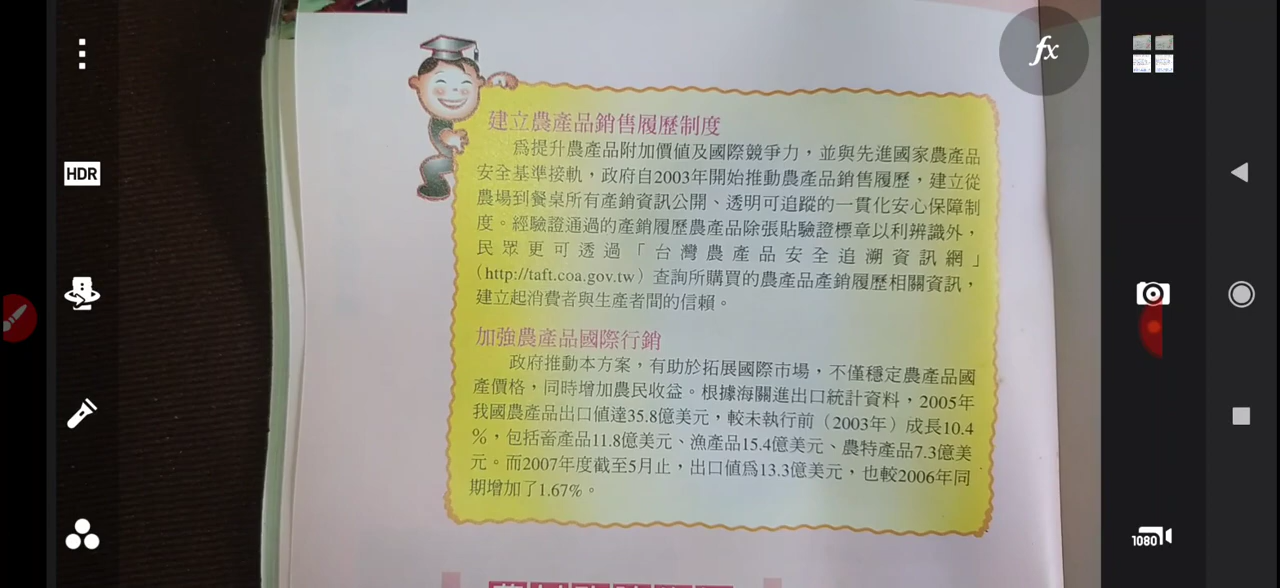 fx
HDR
1080
建立農產品銷售履歷制度
為提升農產品附加價值及國際競爭力，並與先進國家農產品
安全基準接軌，政府自2003年開始推動農產品銷售履歷，建立從
農場到餐桌所有產銷資訊公開、透明可追蹤的一貫化安心保障制
度。經驗證通過的產銷履歷農產品除張貼驗證標章以利辨識外，
民眾更可透過「台灣農產品安全追溯資訊網」
（http://taft.coa.gov.tw）查詢所購買的農產品產銷履歷相關資訊，
建立起消費者與生產者間的信賴。
加強農產品國際行銷
政府推動本方案，有助於拓展國際市場，不僅穩定農產品國
產價格，同時增加農民收益。根據海關進出口統計資料，2005年
我國農產品出口值達35.8億美元，較未執行前（2003年）成長10.4
%，包括畜產品11.8億美元、漁產品15.4億美元、農特產品7.3億美
元。而2007年度截至5月止，出口值為13.3億美元，也較2006年同
期增加了1.67%。